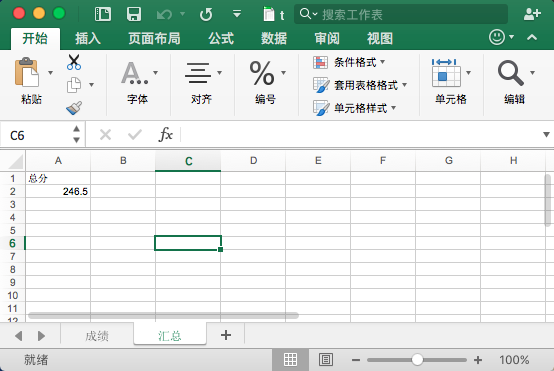 t
搜索工作表
开始 插入 页面布局 公式 数据 审阅 视图
粘贴 字体 对齐 % 编号 条件格式 套用表格格式 单元格样式 单元格 编辑
C6 fx
A B C D E F G H
1 总分
2 246.5
3
4
5
6
7
8
9
10
11
12
成绩 汇总 +
就绪 100%